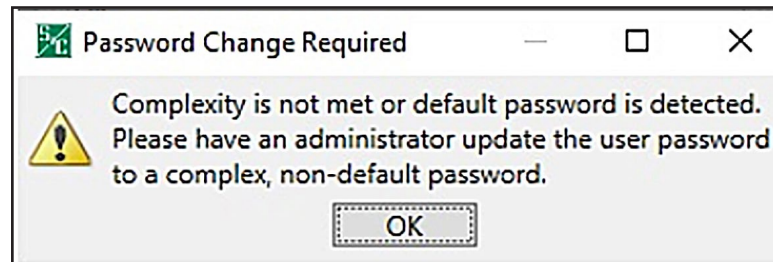 S&C Password Change Required
Complexity is not met or default password is detected.
Please have an administrator update the user password
to a complex, non-default password.
OK